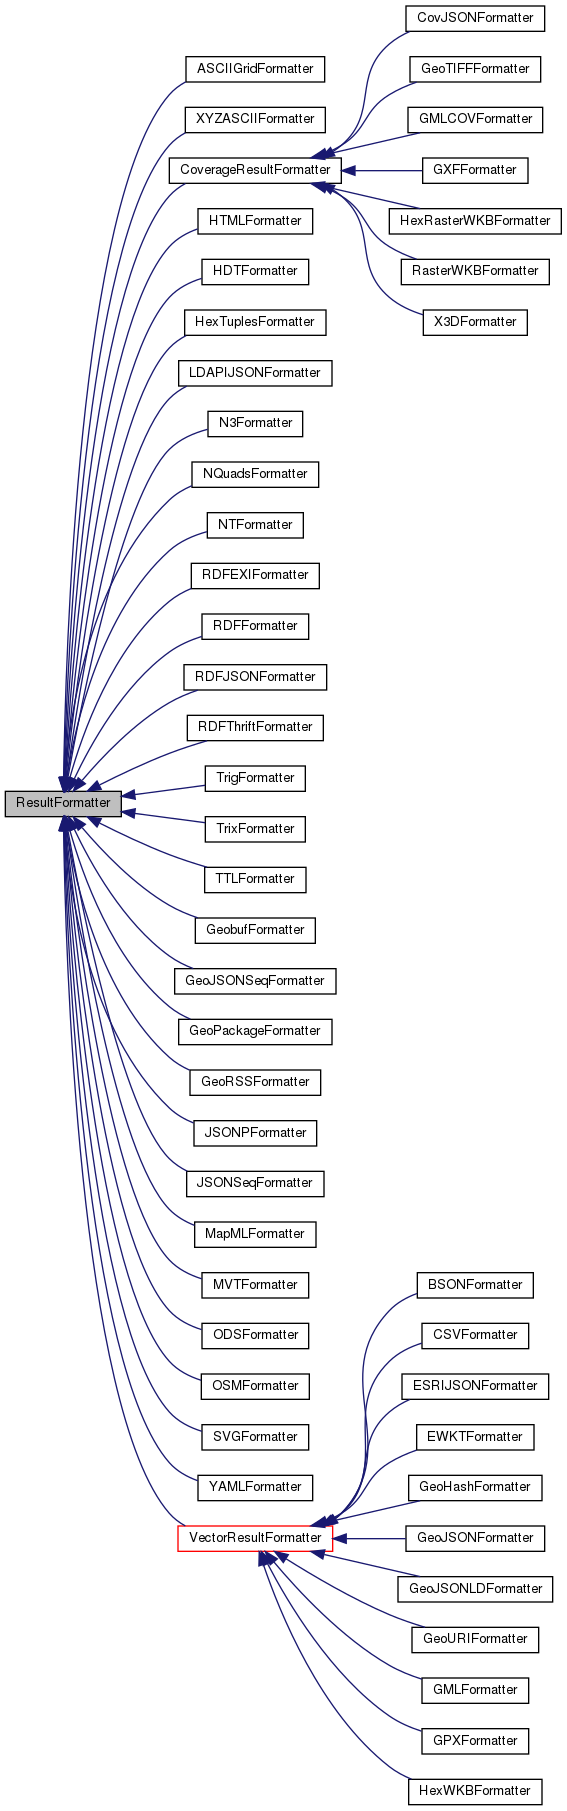 CovJSONFormatter
ASCIIGridFormatter
GeoTIFFFormatter
XYZASCIIFormatter
GMLCOVFormatter
CoverageResultFormatter
GXFFormatter
HTMLFormatter
HexRasterWKBFormatter
HDTFormatter
RasterWKBFormatter
HexTuplesFormatter
X3DFormatter
LDAPIJSONFormatter
N3Formatter
NQuadsFormatter
NTFormatter
RDFEXIFormatter
RDFFormatter
RDFJSONFormatter
RDFThriftFormatter
TrigFormatter
ResultFormatter
TrixFormatter
TTLFormatter
GeobufFormatter
GeoJSONSeqFormatter
GeoPackageFormatter
GeoRSSFormatter
JSONPFormatter
JSONSeqFormatter
MapMLFormatter
MVTFormatter
BSONFormatter
ODSFormatter
CSVFormatter
OSMFormatter
ESRIJSONFormatter
SVGFormatter
EWKTFormatter
YAMLFormatter
GeoHashFormatter
VectorResultFormatter
GeoJSONFormatter
GeoJSONLDFormatter
GeoURIFormatter
GMLFormatter
GPXFormatter
HexWKBFormatter